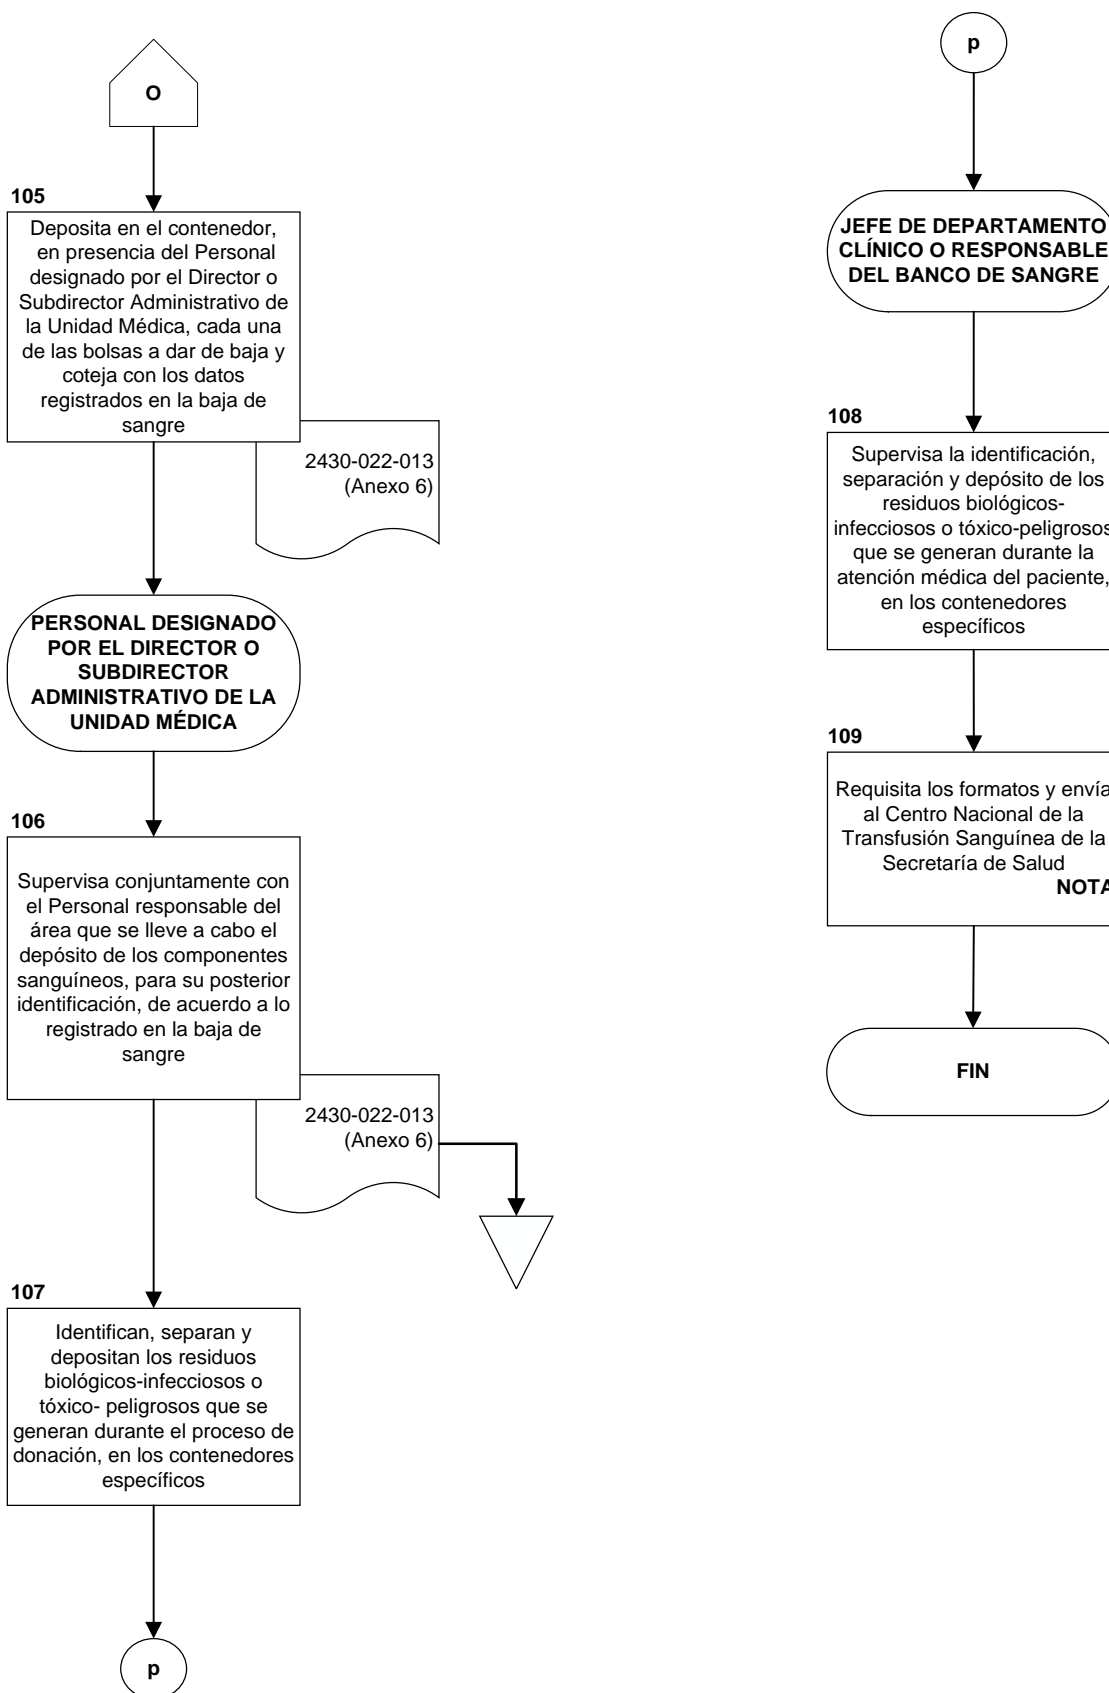 O
105
Deposita en el contenedor,
en presencia del Personal
designado por el Director o
Subdirector Administrativo de
la Unidad Médica, cada una
de las bolsas a dar de baja y
coteja con los datos
registrados en la baja de
sangre
2430-022-013
(Anexo 6)
PERSONAL DESIGNADO
POR EL DIRECTOR O
SUBDIRECTOR
ADMINISTRATIVO DE LA
UNIDAD MÉDICA
106
Supervisa conjuntamente con
el Personal responsable del
área que se lleve a cabo el
depósito de los componentes
sanguíneos, para su posterior
identificación, de acuerdo a lo
registrado en la baja de
sangre
2430-022-013
(Anexo 6)
107
Identifican, separan y
depositan los residuos
biológicos-infecciosos o
tóxico- peligrosos que se
generan durante el proceso de
donación, en los contenedores
específicos
p
p
JEFE DE DEPARTAMENTO
CLÍNICO O RESPONSABLE
DEL BANCO DE SANGRE
108
Supervisa la identificación,
separación y depósito de los
residuos biológicos-
infecciosos o tóxico-peligrosos
que se generan durante la
atención médica del paciente,
en los contenedores
específicos
109
Requisita los formatos y envía
al Centro Nacional de la
Transfusión Sanguínea de la
Secretaría de Salud
NOTA
FIN